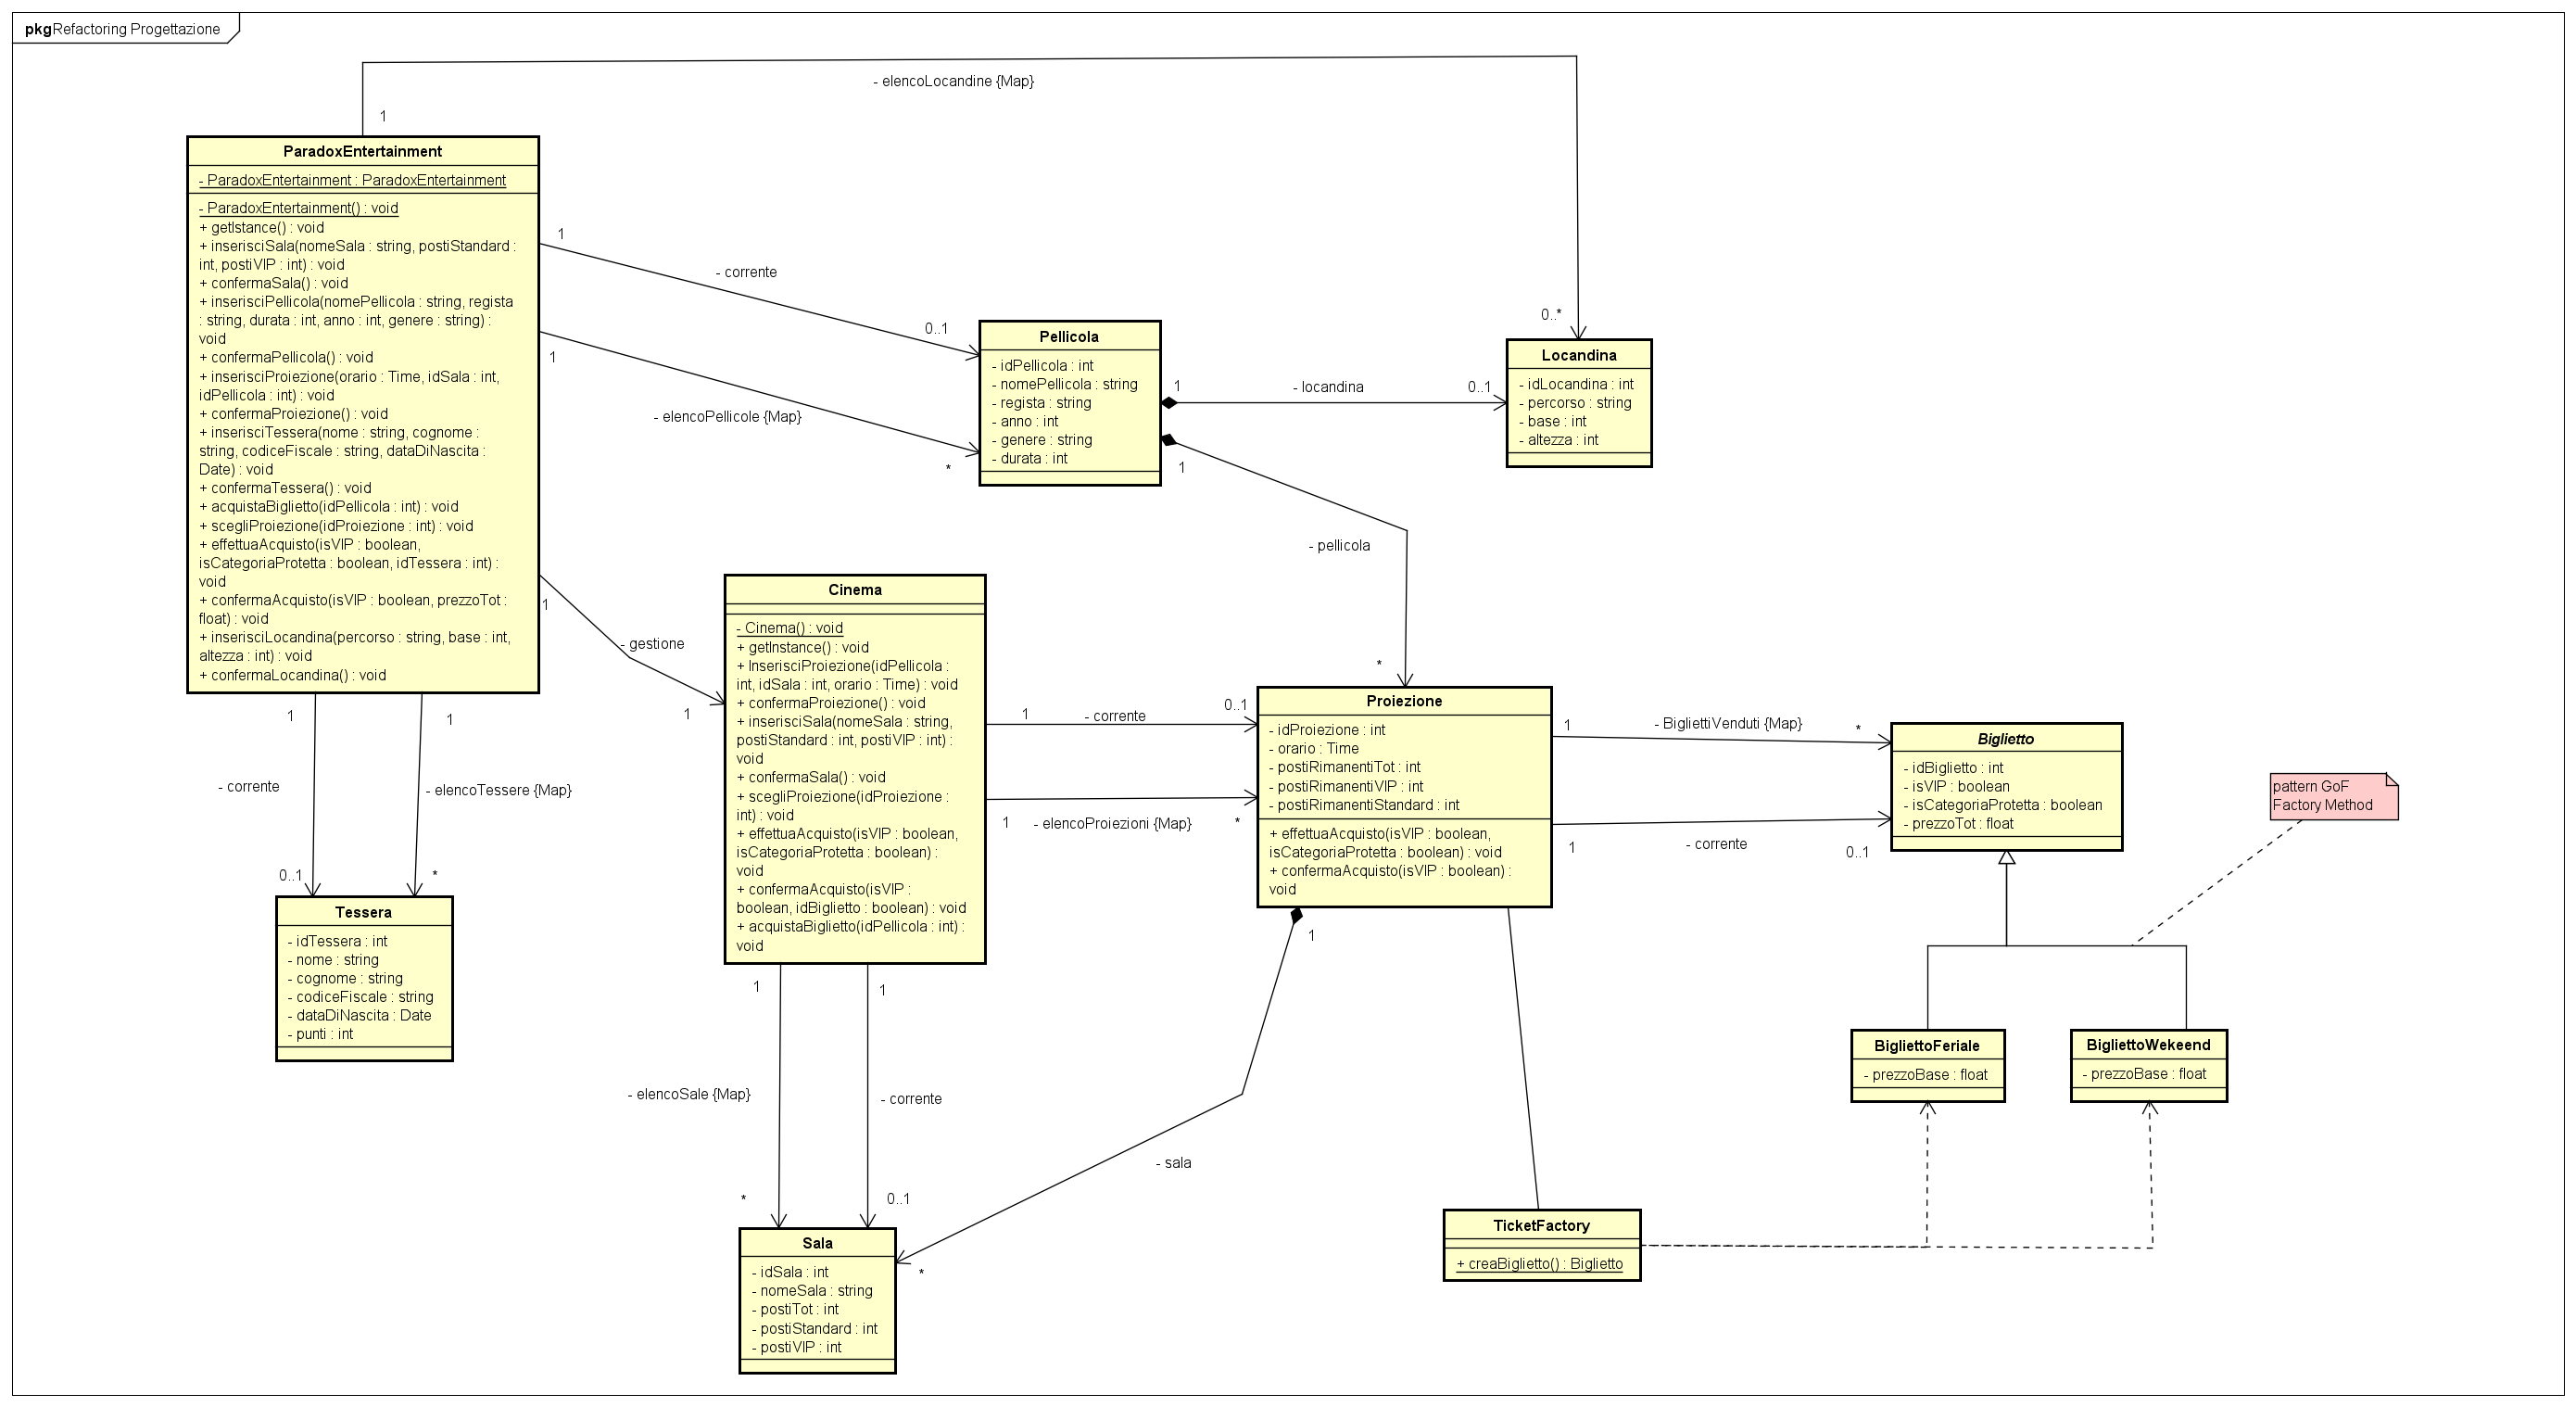 pkg Refactoring Progettazione
- elencoLocandine {Map}
1
0..*
ParadoxEntertainment
- ParadoxEntertainment : ParadoxEntertainment
- ParadoxEntertainment() : void
+ getIstance() : void
+ inserisciSala(nomeSala : string, postiStandard :
int, postiVIP : int) : void
+ confermaSala() : void
+ inserisciPellicola(nomePellicola : string, regista
: string, durata : int, anno : int, genere : string) :
void
+ confermaPellicola() : void
+ inserisciProiezione(orario : Time, idSala : int,
idPellicola : int) : void
+ confermaProiezione() : void
+ inserisciTessera(nome : string, cognome :
string, codiceFiscale : string, dataDiNascita :
Date) : void
+ confermaTessera() : void
+ acquistaBiglietto(idPellicola : int) : void
+ scegliProiezione(idProiezione : int) : void
+ effettuaAcquisto(isVIP : boolean,
isCategoriaProtetta : boolean, idTessera : int) :
void
+ confermaAcquisto(isVIP : boolean, prezzoTot :
float) : void
+ inserisciLocandina(percorso : string, base : int,
altezza : int) : void
+ confermaLocandina() : void
1
- corrente
0..1
1
- elencoPellicole {Map}
*
Pellicola
- idPellicola : int
- nomePellicola : string
- regista : string
- anno : int
- genere : string
- durata : int
1
- locandina
0..1
Locandina
- idLocandina : int
- percorso : string
- base : int
- altezza : int
1
- pellicola
*
1
- gestione
1
Cinema
- Cinema() : void
+ getInstance() : void
+ InserisciProiezione(idPellicola :
int, idSala : int, orario : Time) : void
+ confermaProiezione() : void
+ inserisciSala(nomeSala : string,
postiStandard : int, postiVIP : int) :
void
+ confermaSala() : void
+ scegliProiezione(idProiezione :
int) : void
+ effettuaAcquisto(isVIP : boolean,
isCategoriaProtetta : boolean) :
void
+ confermaAcquisto(isVIP :
boolean, idBiglietto : boolean) : void
+ acquistaBiglietto(idPellicola : int) :
void
1
- corrente
0..1
1
- elencoProiezioni {Map}
*
Proiezione
- idProiezione : int
- orario : Time
- postiRimanentiTot : int
- postiRimanentiVIP : int
- postiRimanentiStandard : int
+ effettuaAcquisto(isVIP : boolean,
isCategoriaProtetta : boolean) : void
+ confermaAcquisto(isVIP : boolean) :
void
1
- BigliettiVenduti {Map}
*
1
- corrente
0..1
Biglietto
- idBiglietto : int
- isVIP : boolean
- isCategoriaProtetta : boolean
- prezzoTot : float
pattern GoF
Factory Method
1
- corrente
0..1
1
- elencoTessere {Map}
*
Tessera
- idTessera : int
- nome : string
- cognome : string
- codiceFiscale : string
- dataDiNascita : Date
- punti : int
1
- elencoSale {Map}
*
1
- corrente
0..1
1
- sala
*
Sala
- idSala : int
- nomeSala : string
- postiTot : int
- postiStandard : int
- postiVIP : int
BigliettoFeriale
- prezzoBase : float
BigliettoWekeend
- prezzoBase : float
TicketFactory
+ creaBiglietto() : Biglietto